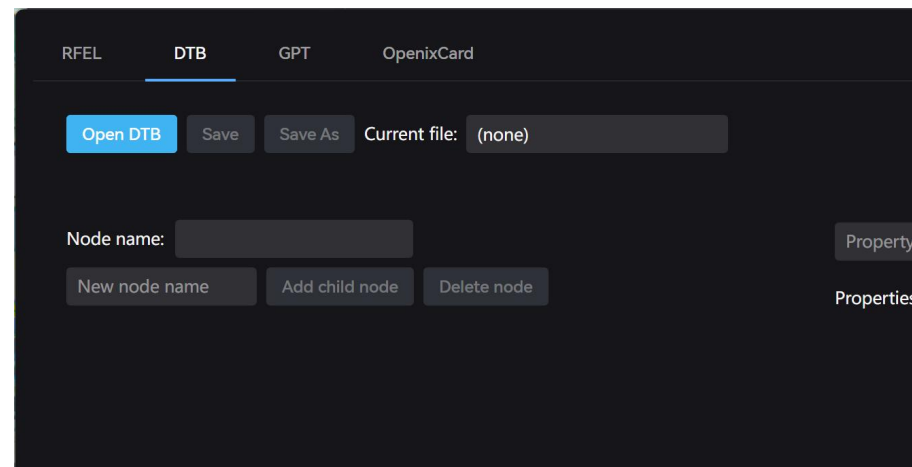 RFEL DTB GPT OpenixCard
Open DTB Save Save As Current file: (none)
Node name:
Property
New node name Add child node Delete node
Properties